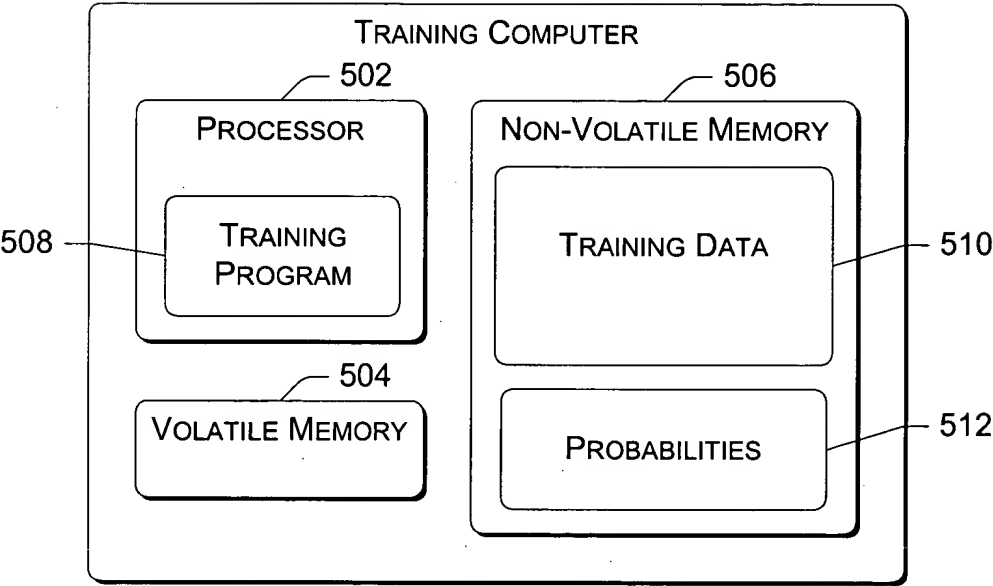 TRAINING COMPUTER
502
PROCESSOR
508
TRAINING
PROGRAM
504
VOLATILE MEMORY
506
NON-VOLATILE MEMORY
TRAINING DATA
510
PROBABILITIES
512